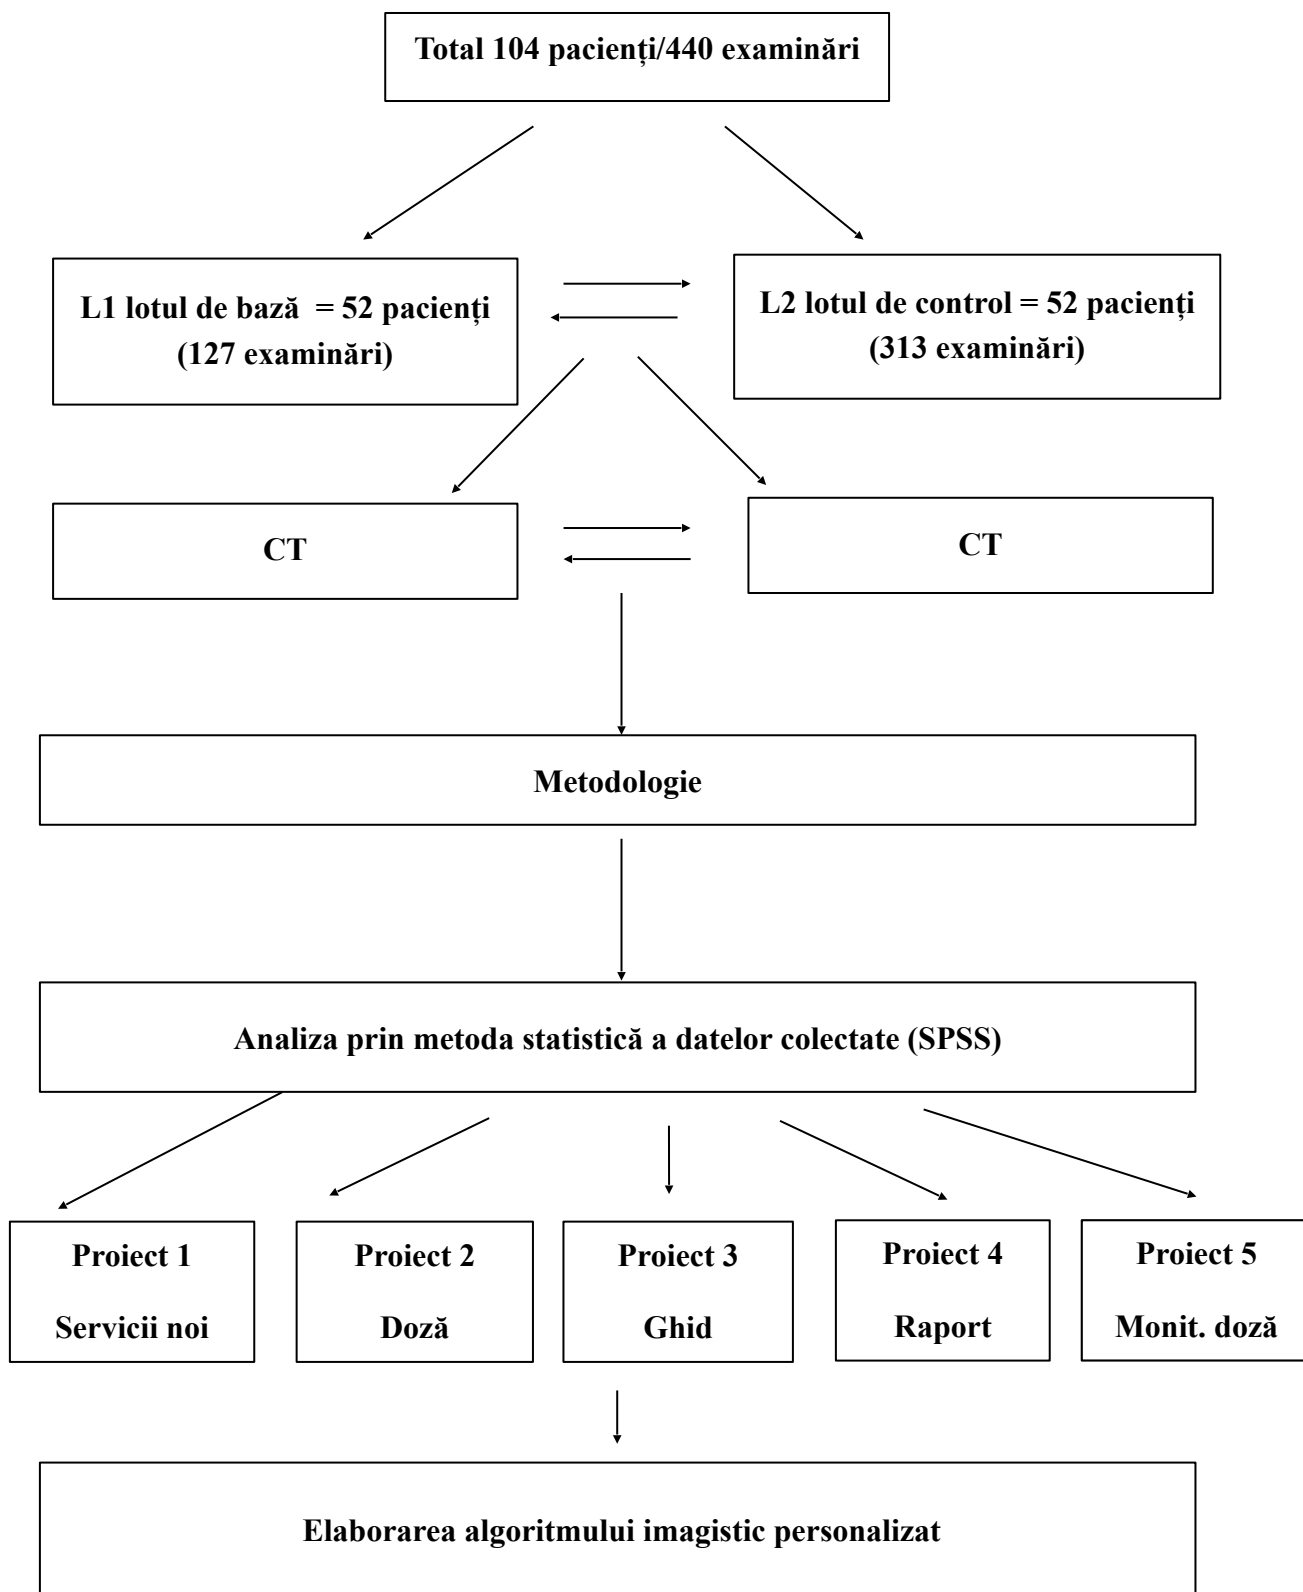 Total 104 pacienți/440 examinări
L1 lotul de bază = 52 pacienți
(127 examinări)
L2 lotul de control = 52 pacienți
(313 examinări)
CT
CT
Metodologie
Analiza prin metoda statistică a datelor colectate (SPSS)
Proiect 1
Servicii noi
Proiect 2
Doză
Proiect 3
Ghid
Proiect 4
Raport
Proiect 5
Monit. doză
Elaborarea algoritmului imagistic personalizat